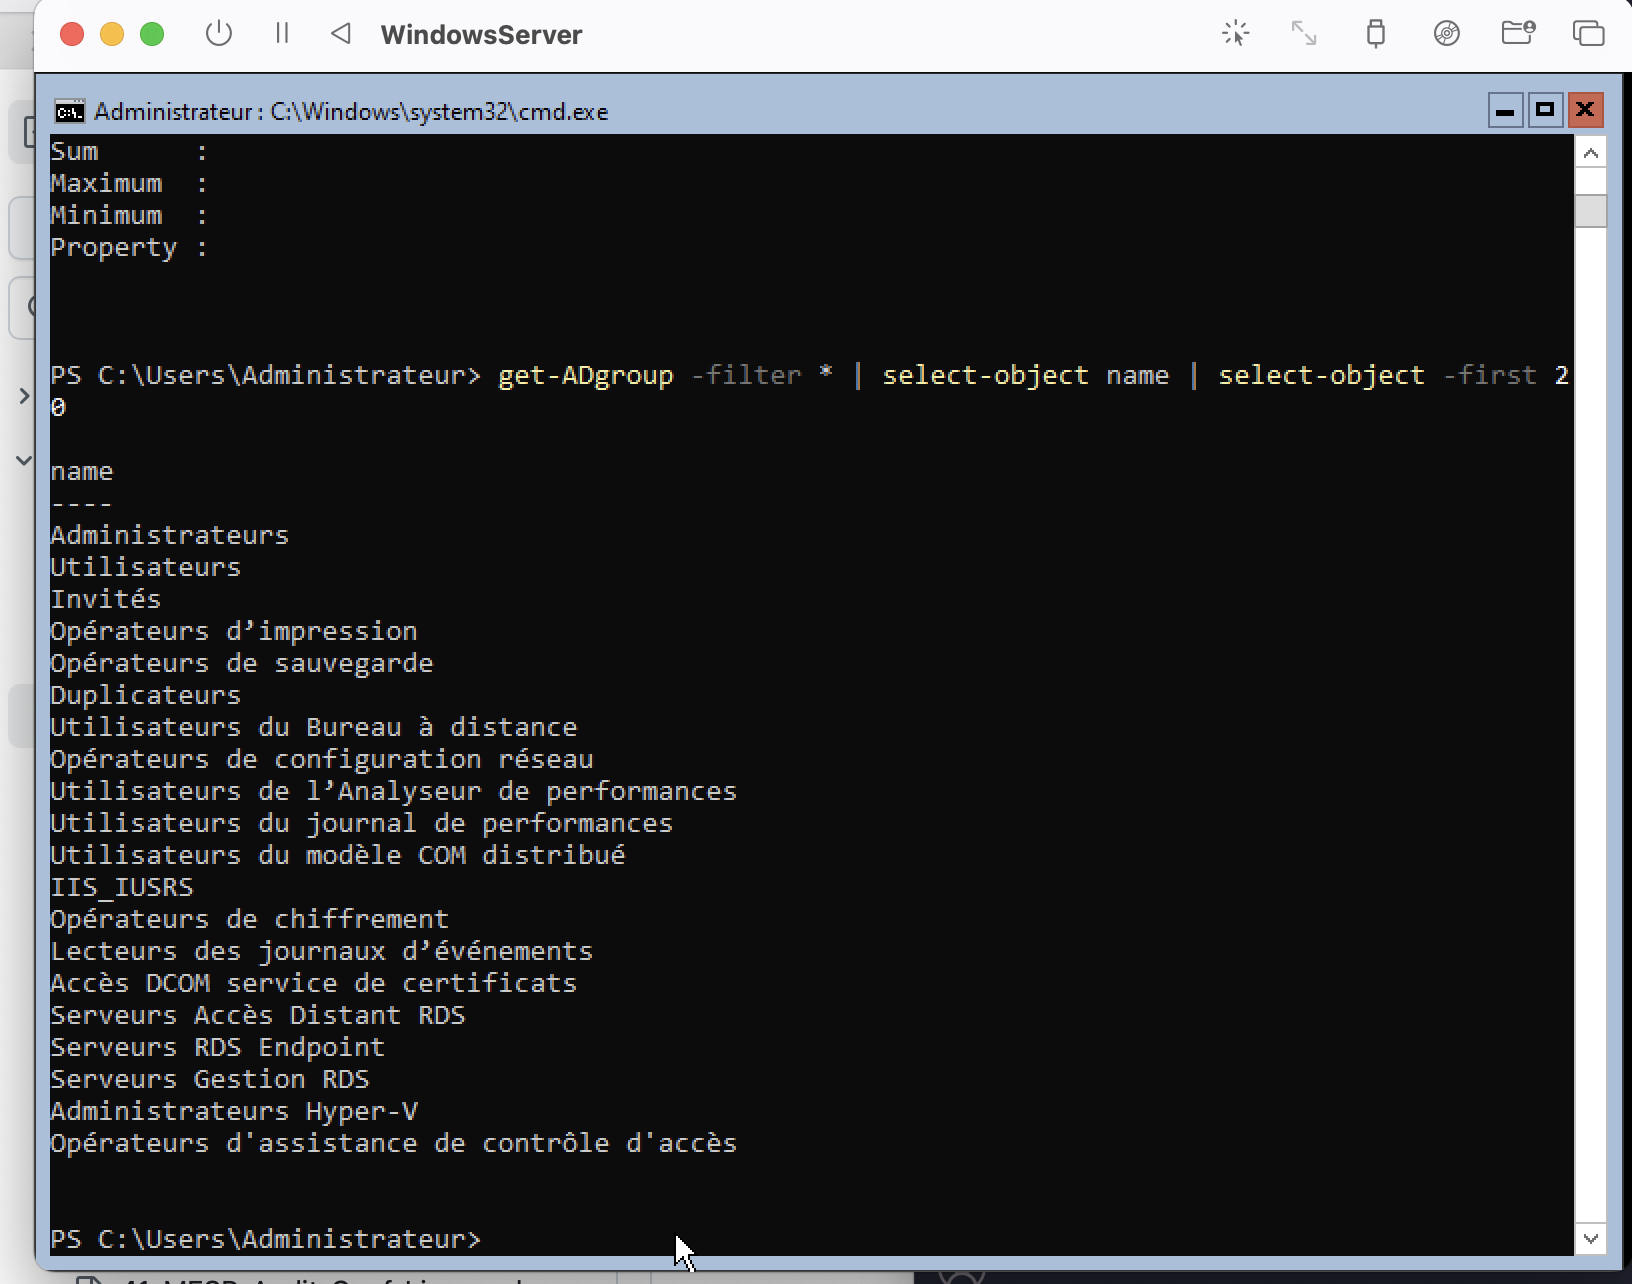 WindowsServer
Administrateur : C:\Windows\system32\cmd.exe
Sum      :
Maximum  :
Minimum  :
Property :
PS C:\Users\Administrateur> get-ADgroup -filter * | select-object name | select-object -first 2
0
name
----
Administrateurs
Utilisateurs
Invités
Opérateurs d’impression
Opérateurs de sauvegarde
Duplicateurs
Utilisateurs du Bureau à distance
Opérateurs de configuration réseau
Utilisateurs de l’Analyseur de performances
Utilisateurs du journal de performances
Utilisateurs du modèle COM distribué
IIS_IUSRS
Opérateurs de chiffrement
Lecteurs des journaux d’événements
Accès DCOM service de certificats
Serveurs Accès Distant RDS
Serveurs RDS Endpoint
Serveurs Gestion RDS
Administrateurs Hyper-V
Opérateurs d'assistance de contrôle d'accès
PS C:\Users\Administrateur>